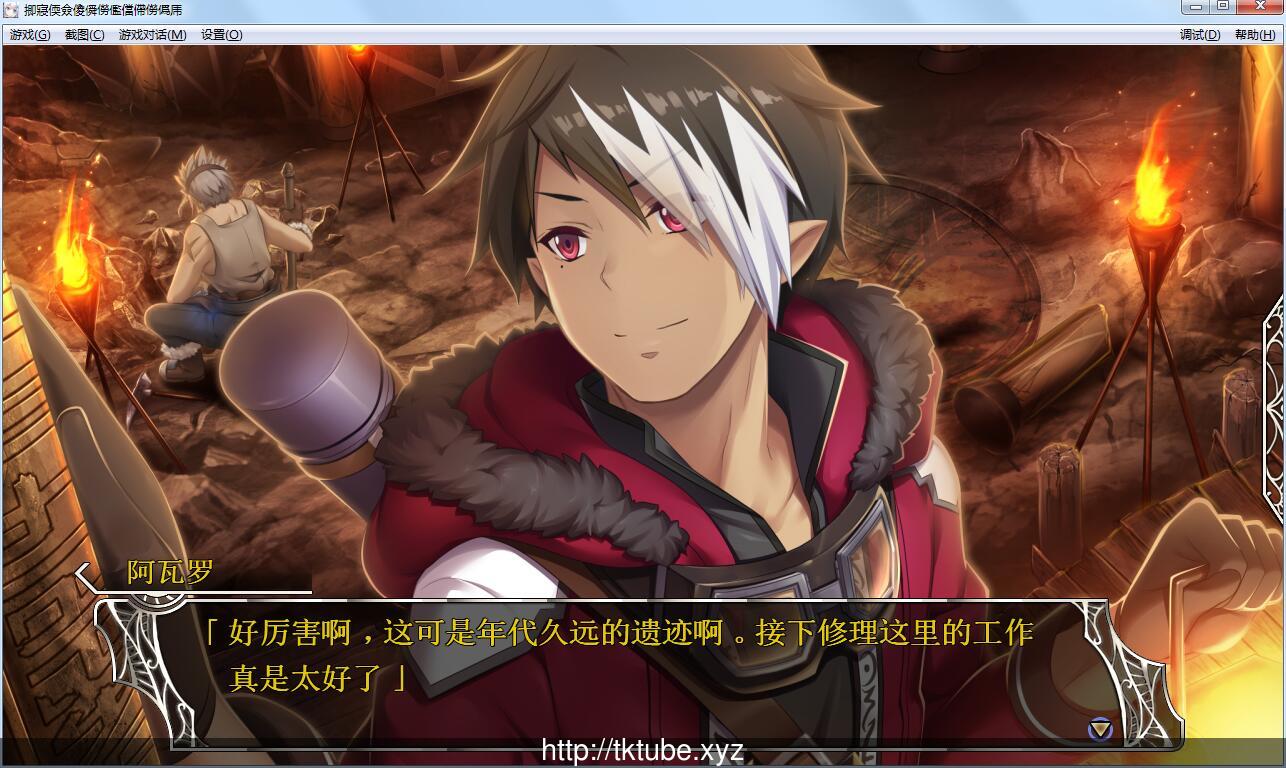 游戏(G) 截图(C) 游戏对话(M) 设置(O) 调试(D) 帮助(H)
阿瓦罗
「好厉害啊，这可是年代久远的遗迹啊。接下修理这里的工作
真是太好了」
http://tktube.xyz